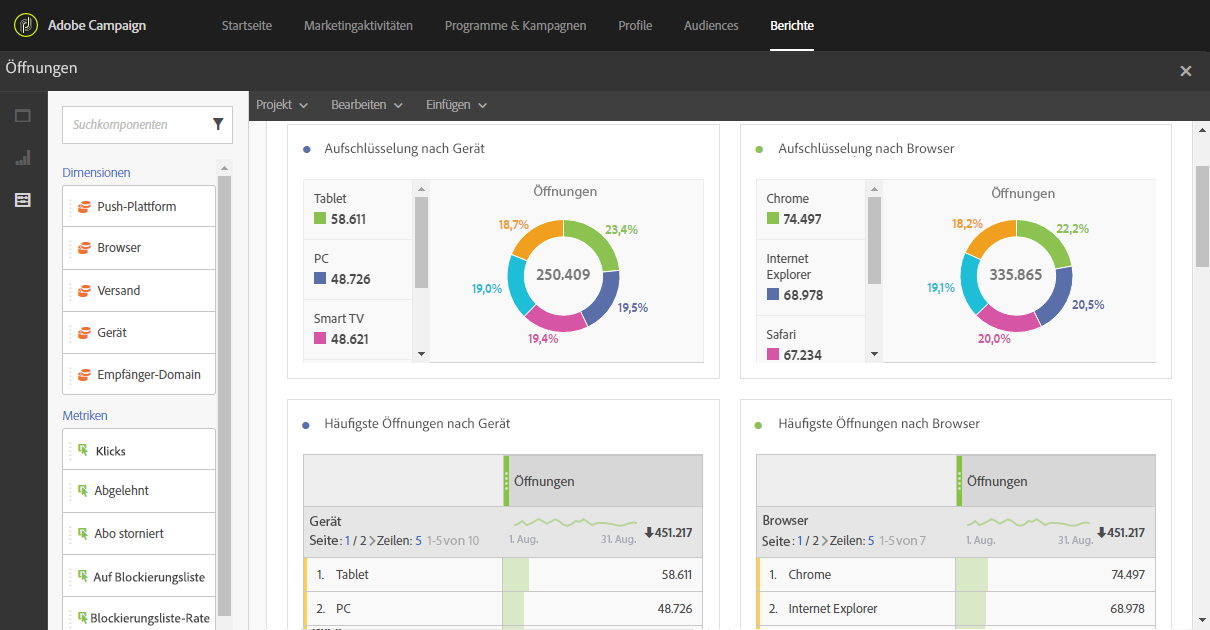 Adobe Campaign
Startseite
Marketingaktivitäten
Programme & Kampagnen
Profile
Audiences
Berichte
Öffnungen
Projekt
Bearbeiten
Einfügen
Suchkomponenten
Dimensionen
Push-Plattform
Browser
Versand
Gerät
Empfänger-Domain
Metriken
Klicks
Abgelehnt
Abo storniert
Auf Blockierungsliste
Blockierungsliste-Rate
Aufschlüsselung nach Gerät
Tablet
58.611
PC
48.726
Smart TV
48.621
Öffnungen
18,7%
23,4%
250.409
19,0%
19,5%
19,4%
Aufschlüsselung nach Browser
Chrome
74.497
Internet
Explorer
68.978
Safari
67.234
Öffnungen
18,2%
22,2%
335.865
19,1%
20,5%
20,0%
Häufigste Öffnungen nach Gerät
Öffnungen
Gerät
Seite: 1 / 2 > Zeilen: 5 1-5 von 10
1. Aug.
31. Aug.
451.217
1. Tablet 58.611
2. PC 48.726
Häufigste Öffnungen nach Browser
Öffnungen
Browser
Seite: 1 / 2 > Zeilen: 5 1-5 von 7
1. Aug.
31. Aug.
451.217
1. Chrome 74.497
2. Internet Explorer 68.978